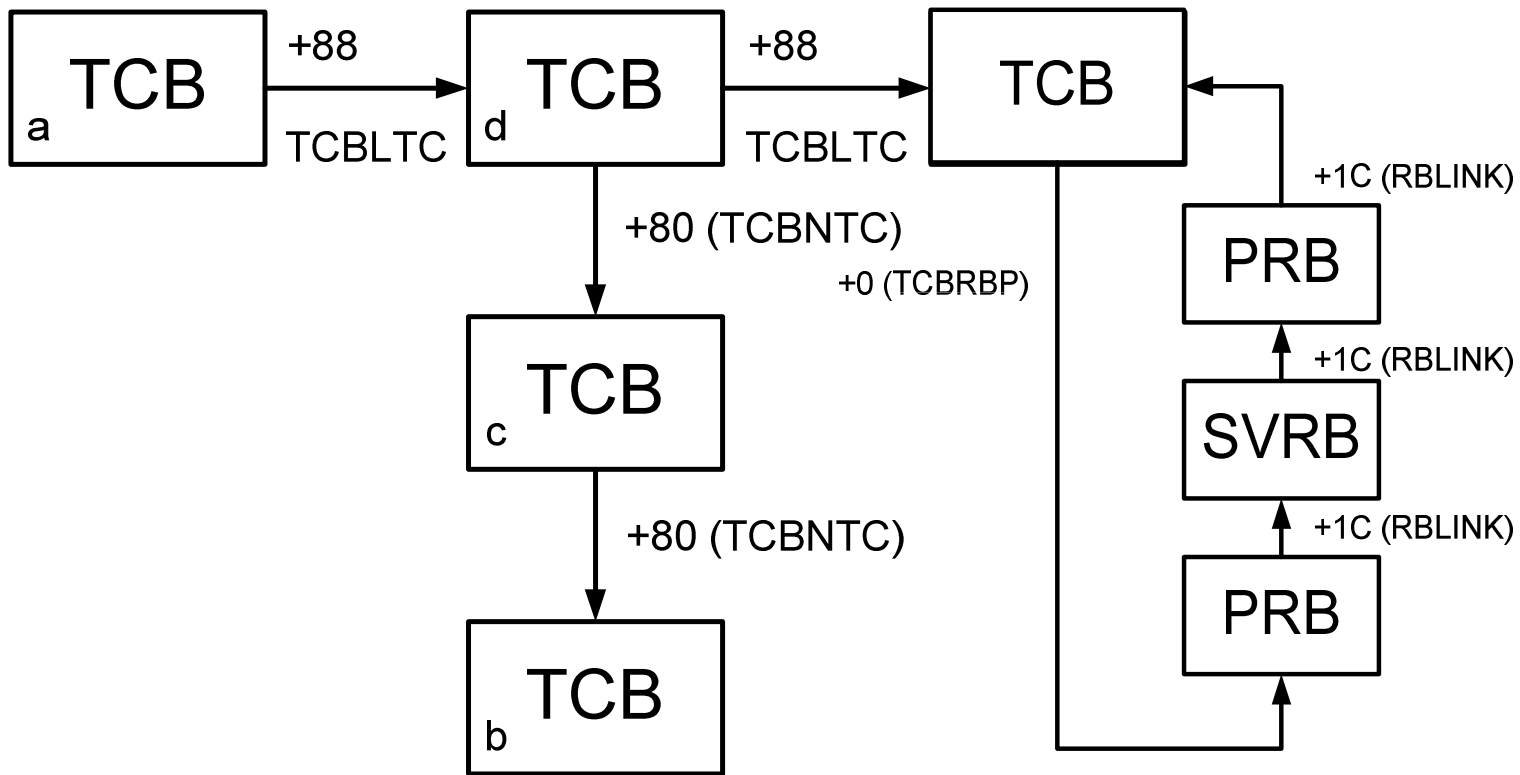 TCB
a
+88
TCBLTC
TCB
d
+88
TCBLTC
TCB
+80 (TCBNTC)
+0 (TCBRBP)
+1C (RBLINK)
PRB
TCB
c
+1C (RBLINK)
SVRB
+80 (TCBNTC)
+1C (RBLINK)
PRB
TCB
b